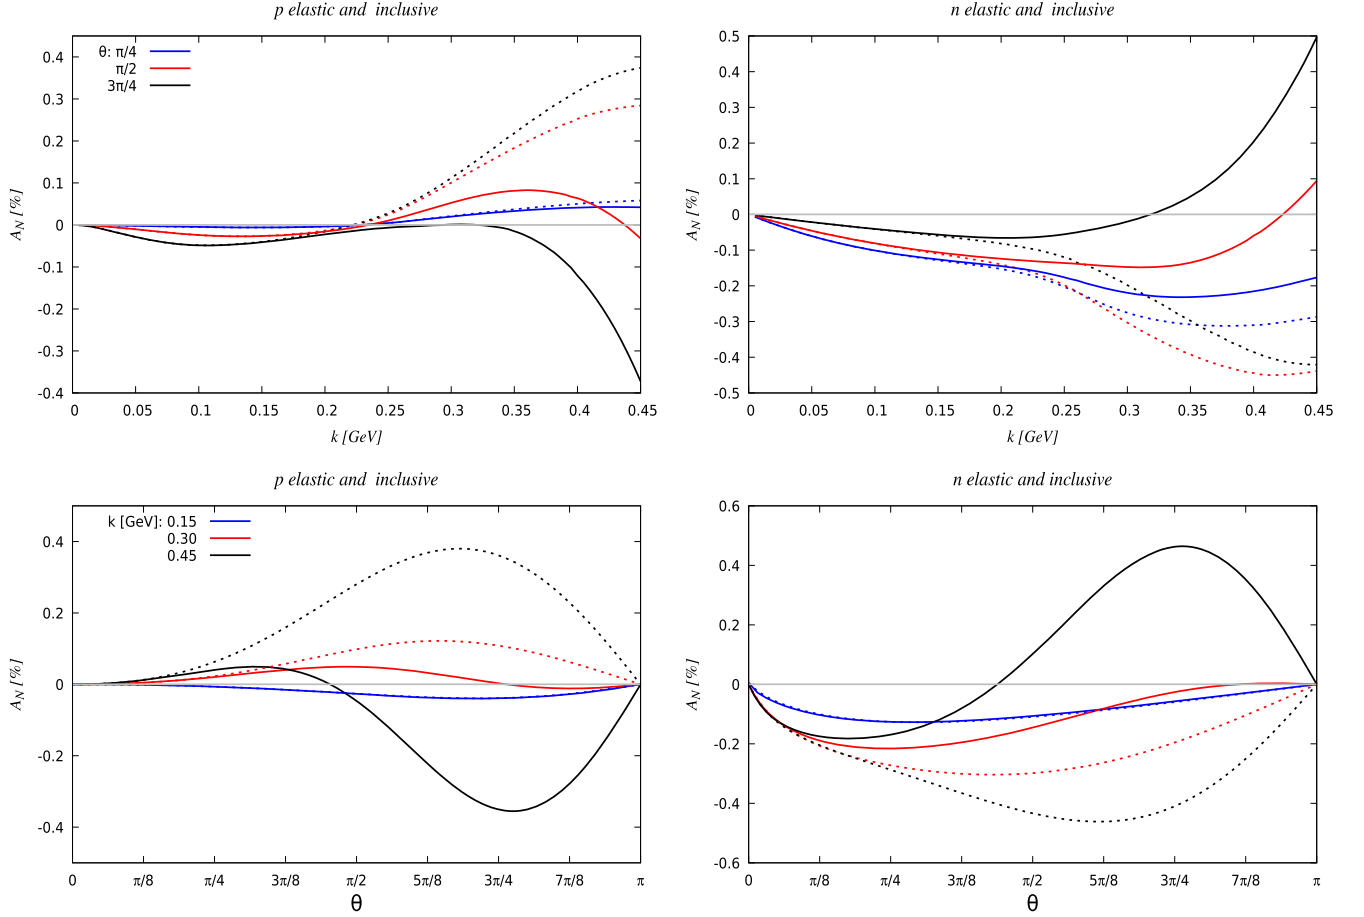 p elastic and inclusive
0.4
0.3
0.2
0.1
0
-0.1
-0.2
-0.3
-0.4
A_N [%]
θ: π/4
π/2
3π/4
0 0.05 0.1 0.15 0.2 0.25 0.3 0.35 0.4 0.45
k [GeV]
n elastic and inclusive
0.5
0.4
0.3
0.2
0.1
0
-0.1
-0.2
-0.3
-0.4
-0.5
A_N [%]
0 0.05 0.1 0.15 0.2 0.25 0.3 0.35 0.4 0.45
k [GeV]
p elastic and inclusive
0.4
0.2
0
-0.2
-0.4
A_N [%]
k [GeV]: 0.15
0.30
0.45
0 π/8 π/4 3π/8 π/2 5π/8 3π/4 7π/8 π
θ
n elastic and inclusive
0.6
0.4
0.2
0
-0.2
-0.4
-0.6
A_N [%]
0 π/8 π/4 3π/8 π/2 5π/8 3π/4 7π/8 π
θ